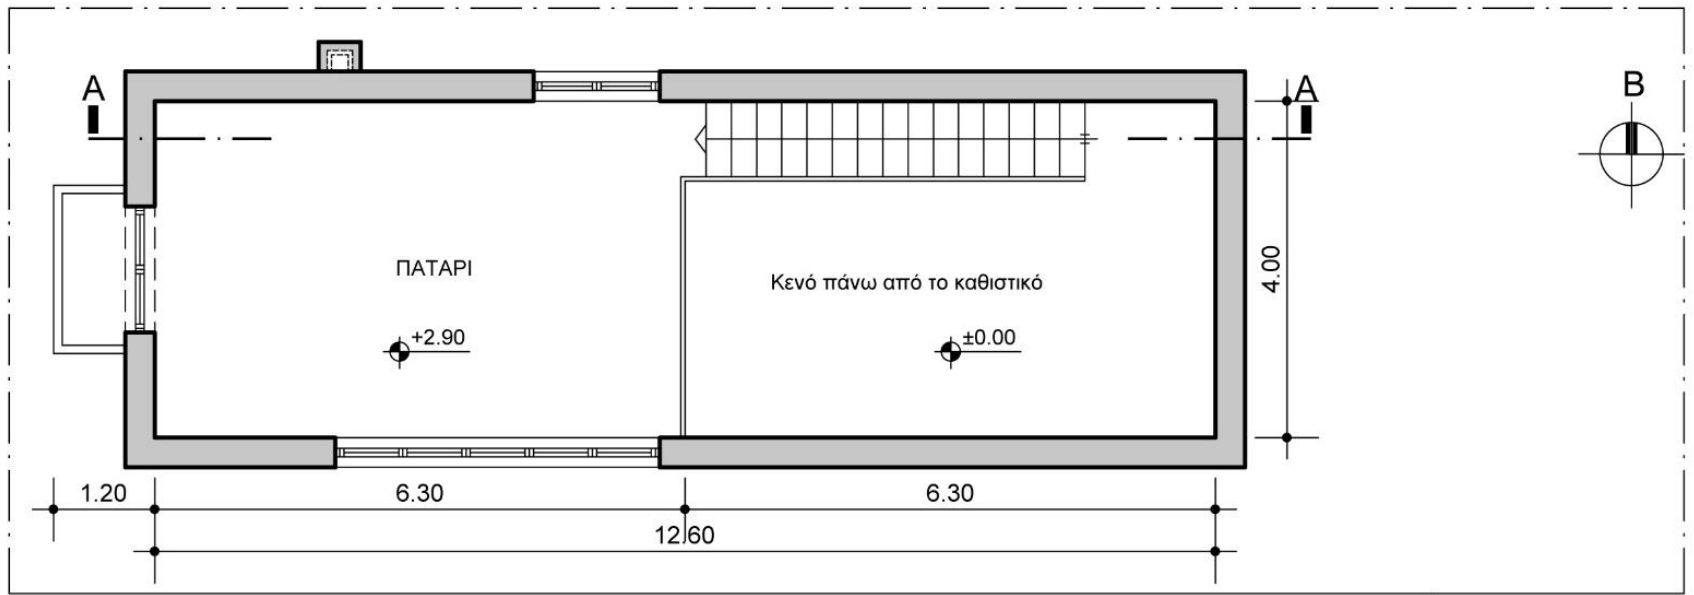 A
A
B
ΠΑΤΑΡΙ
Κενό πάνω από το καθιστικό
+2.90
±0.00
4.00
1.20
6.30
6.30
12.60